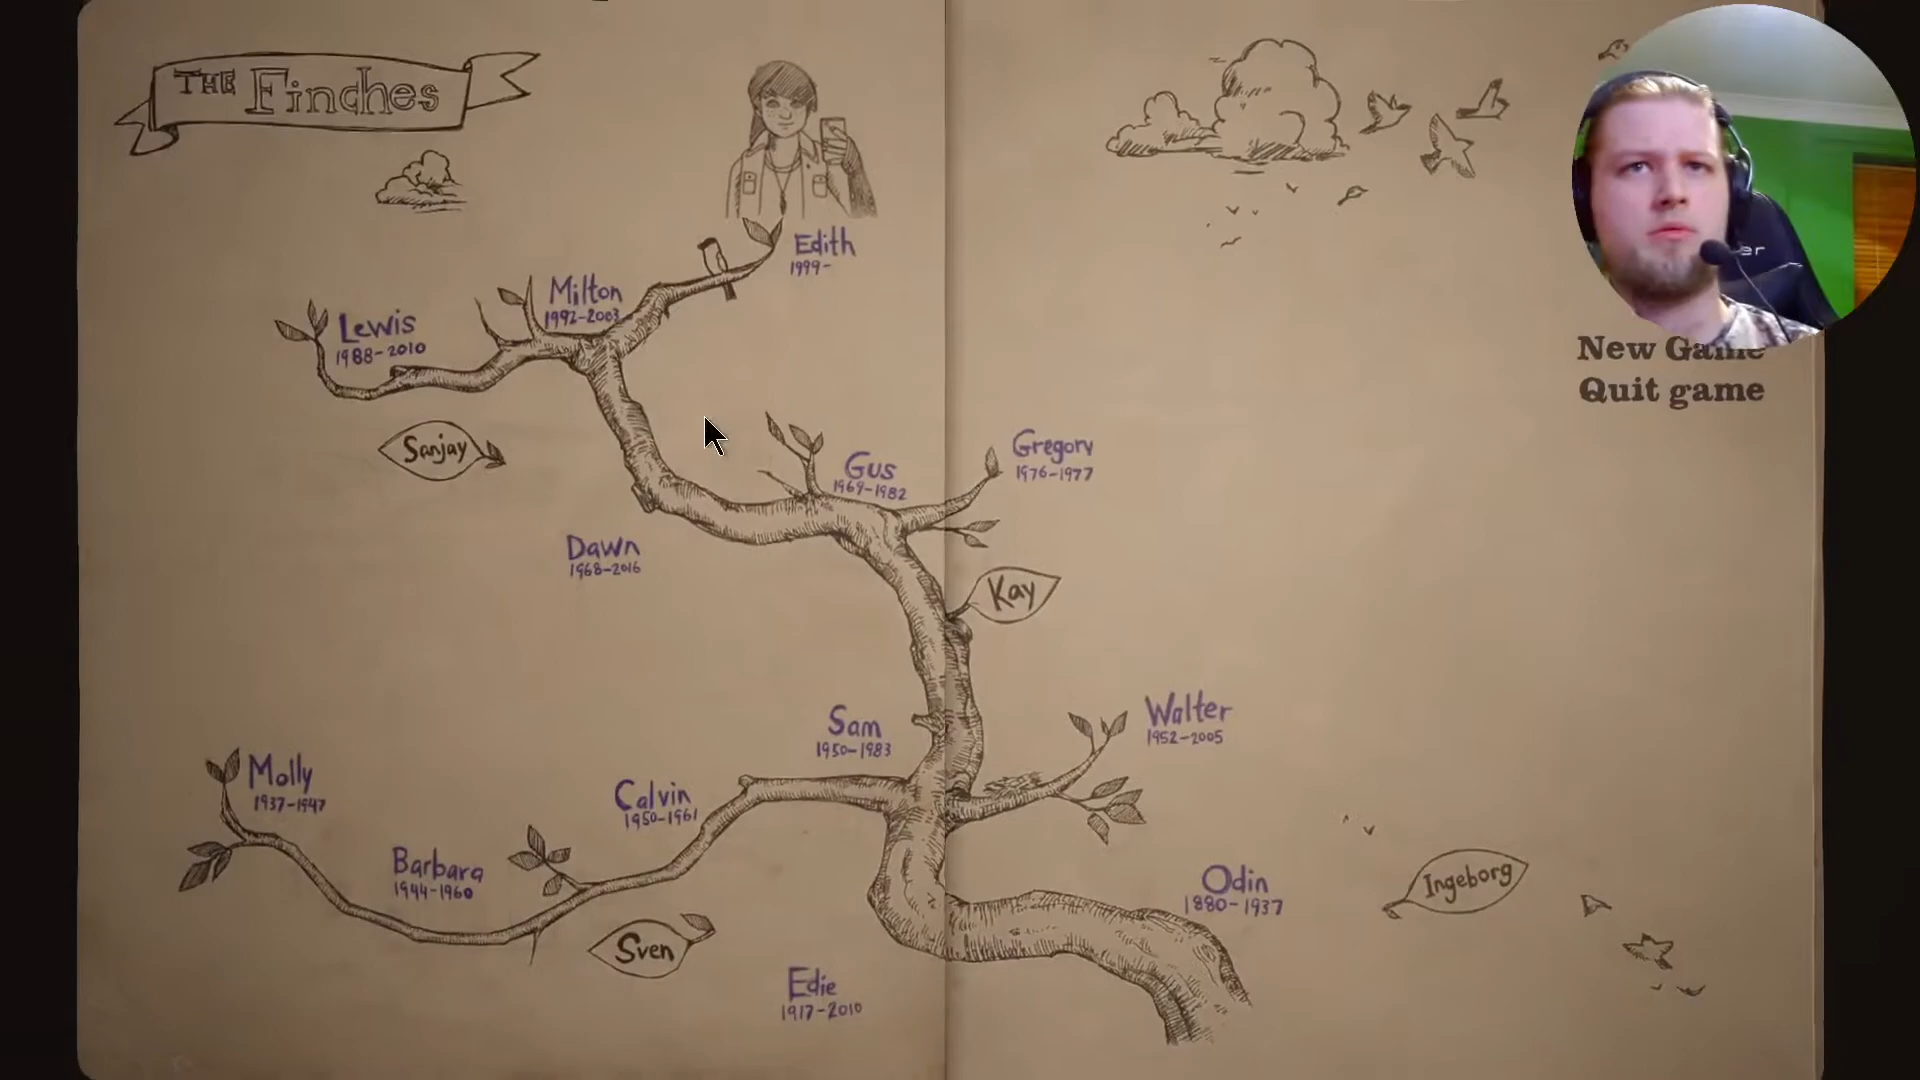 THE Finches
Edith
1999-
Milton
1992-2003
Lewis
1988-2010
New Game
Quit game
Sanjay
Gregory
1976-1977
Gus
1969-1982
Dawn
1968-2016
Kay
Sam
1950-1983
Walter
1952-2005
Molly
1937-1947
Calvin
1950-1961
Barbara
1944-1960
Odin
1880-1937
Ingeborg
Sven
Edie
1917-2010